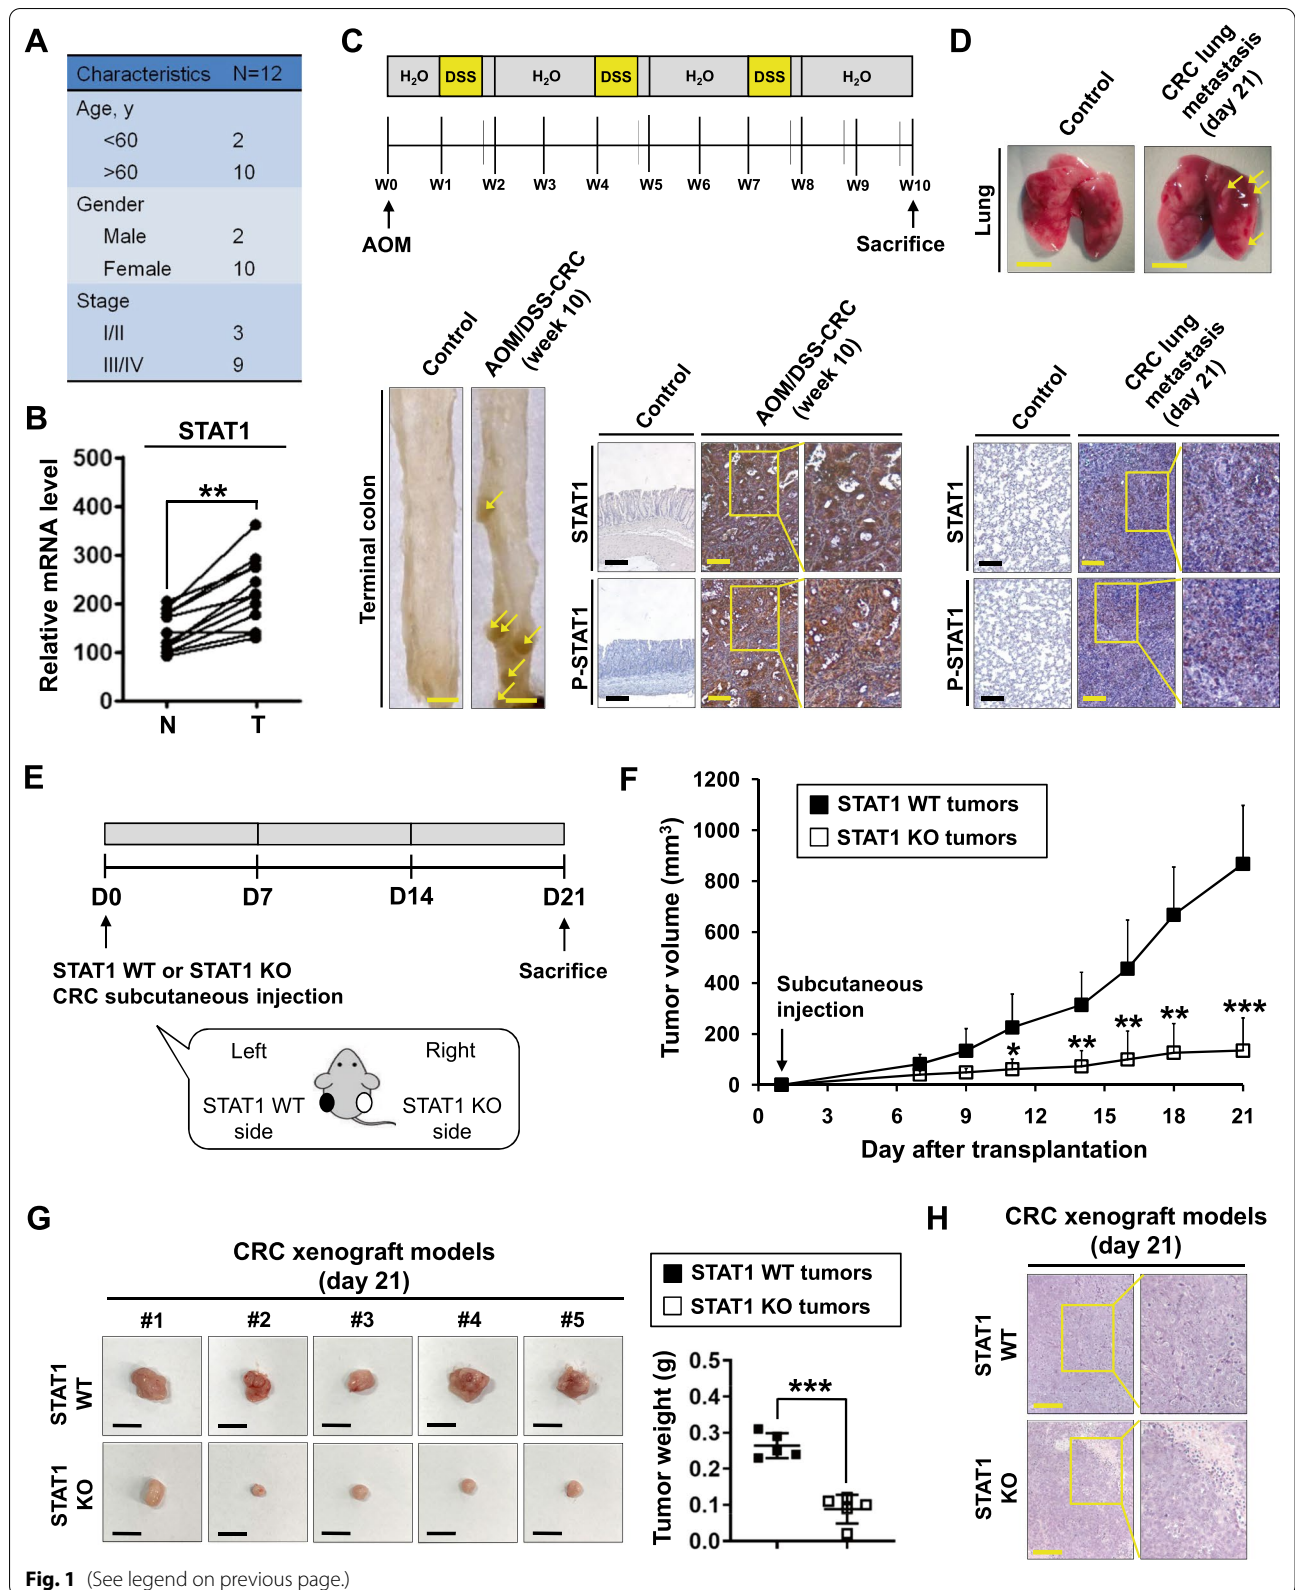 A
Characteristics N=12
Age, y
<60 2
>60 10
Gender
Male 2
Female 10
Stage
I/II 3
III/IV 9
B
STAT1
**
Relative mRNA level
500
400
300
200
100
0
N T
C
H₂O DSS H₂O DSS H₂O DSS H₂O
W0 W1 W2 W3 W4 W5 W6 W7 W8 W9 W10
AOM Sacrifice
Control
AOM/DSS-CRC
(week 10)
Terminal colon
Control
AOM/DSS-CRC
(week 10)
STAT1
P-STAT1
D
Control
CRC lung
metastasis
(day 21)
Lung
Control
CRC lung
metastasis
(day 21)
STAT1
P-STAT1
E
D0 D7 D14 D21
STAT1 WT or STAT1 KO
CRC subcutaneous injection
Sacrifice
Left Right
STAT1 WT
side
STAT1 KO
side
F
STAT1 WT tumors
STAT1 KO tumors
Tumor volume (mm³)
1200
1000
800
600
400
200
0
Subcutaneous
injection
* ** ** ** ***
0 3 6 9 12 15 18 21
Day after transplantation
G
CRC xenograft models
(day 21)
#1 #2 #3 #4 #5
STAT1
WT
STAT1
KO
STAT1 WT tumors
STAT1 KO tumors
Tumor weight (g)
0.5
0.4
0.3
0.2
0.1
0.0
***
H
CRC xenograft models
(day 21)
STAT1
WT
STAT1
KO
Fig. 1 (See legend on previous page.)